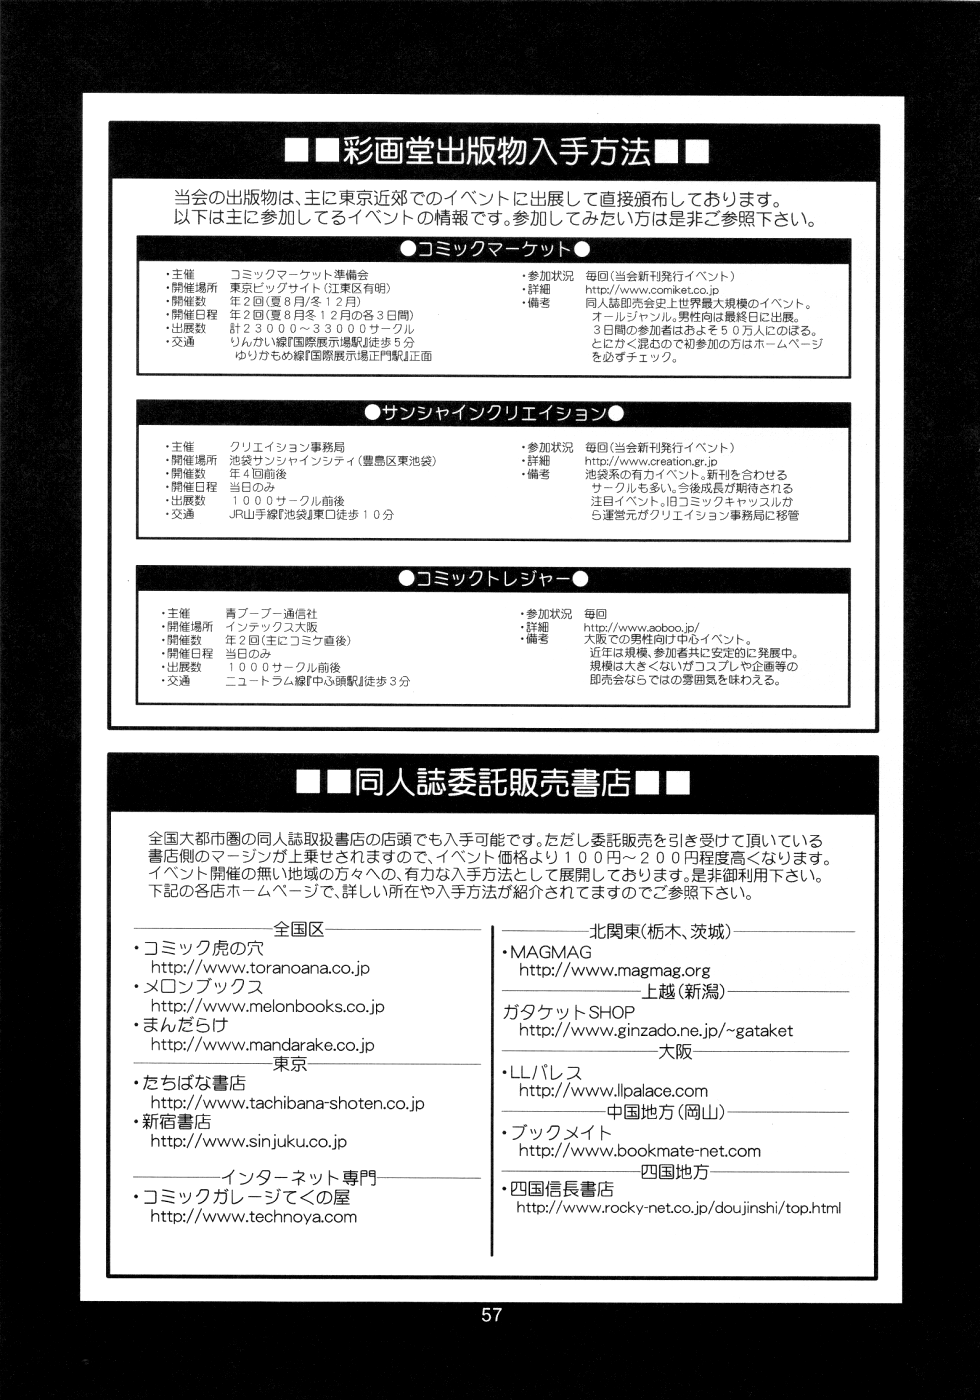 ■■彩画堂出版物入手方法■■
当会の出版物は、主に東京近郊でのイベントに出展して直接頒布しております。
以下は主に参加してるイベントの情報です。参加してみたい方は是非ご参照下さい。
●コミックマーケット●
・主催 コミックマーケット準備会
・開催場所 東京ビッグサイト(江東区有明)
・開催数 年2回(夏8月/冬12月)
・開催日程 年2回(夏8月冬12月の各3日間)
・出展数 計23000~33000サークル
・交通 りんかい線『国際展示場駅』徒歩5分
ゆりかもめ線『国際展示場正門駅』正面
・参加状況 毎回(当会新刊発行イベント)
・詳細 http://www.comiket.co.jp
・備考 同人誌即売会史上世界最大規模のイベント。
オールジャンル。男性向は最終日に出展。
3日間の参加者はおよそ50万人にのぼる。
とにかく混むので初参加の方はホームページ
を必ずチェック。
●サンシャインクリエイション●
・主催 クリエイション事務局
・開催場所 池袋サンシャインシティ(豊島区東池袋)
・開催数 年4回前後
・開催日程 当日のみ
・出展数 1000サークル前後
・交通 JR山手線『池袋』東口徒歩10分
・参加状況 毎回(当会新刊発行イベント)
・詳細 http://www.creation.gr.jp
・備考 池袋系の有力イベント。新刊を合わせる
サークルも多い。今後成長が期待される
注目イベント。旧コミックキャッスルか
ら運営元がクリエイション事務局に移管
●コミックトレジャー●
・主催 青ブーブー通信社
・開催場所 インテックス大阪
・開催数 年2回(主にコミケ直後)
・開催日程 当日のみ
・出展数 1000サークル前後
・交通 ニュートラム線『中ふ頭駅』徒歩3分
・参加状況 毎回
・詳細 http://www.aoboo.jp/
・備考 大阪での男性向け中心イベント。
近年は規模、参加者共に安定的に発展中。
規模は大きくないがコスプレや企画等の
即売会ならではの雰囲気を味わえる。
■■同人誌委託販売書店■■
全国大都市圏の同人誌取扱書店の店頭でも入手可能です。ただし委託販売を引き受けて頂いている
書店側のマージンが上乗せされますので、イベント価格より100円~200円程度高くなります。
イベント開催の無い地域の方々への、有力な入手方法として展開しております。是非御利用下さい。
下記の各店ホームページで、詳しい所在や入手方法が紹介されてますのでご参照下さい。
全国区
・コミック虎の穴
http://www.toranoana.co.jp
・メロンブックス
http://www.melonbooks.co.jp
・まんだらけ
http://www.mandarake.co.jp
東京
・たちばな書店
http://www.tachibana-shoten.co.jp
・新宿書店
http://www.sinjuku.co.jp
インターネット専門
・コミックガレージてくの屋
http://www.technoya.com
北関東(栃木、茨城)
・MAGMAG
http://www.magmag.org
上越(新潟)
ガタケットSHOP
http://www.ginzado.ne.jp/~gataket
大阪
・LLパレス
http://www.llpalace.com
中国地方(岡山)
・ブックメイト
http://www.bookmate-net.com
四国地方
・四国信長書店
http://www.rocky-net.co.jp/doujinshi/top.html
57